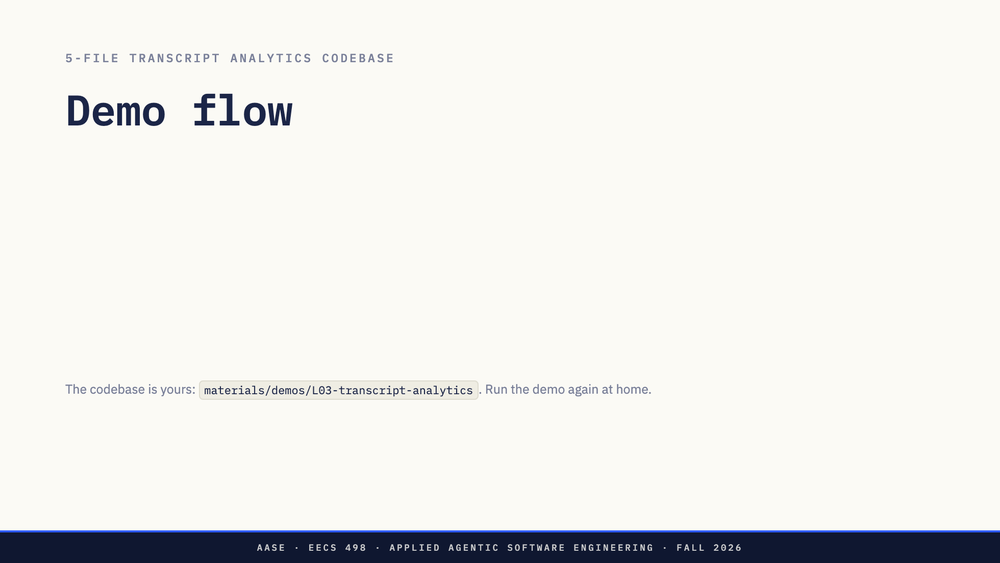 5-FILE TRANSCRIPT ANALYTICS CODEBASE
Demo flow
The codebase is yours: materials/demos/L03-transcript-analytics. Run the demo again at home.
AASE · EECS 498 · APPLIED AGENTIC SOFTWARE ENGINEERING · FALL 2026